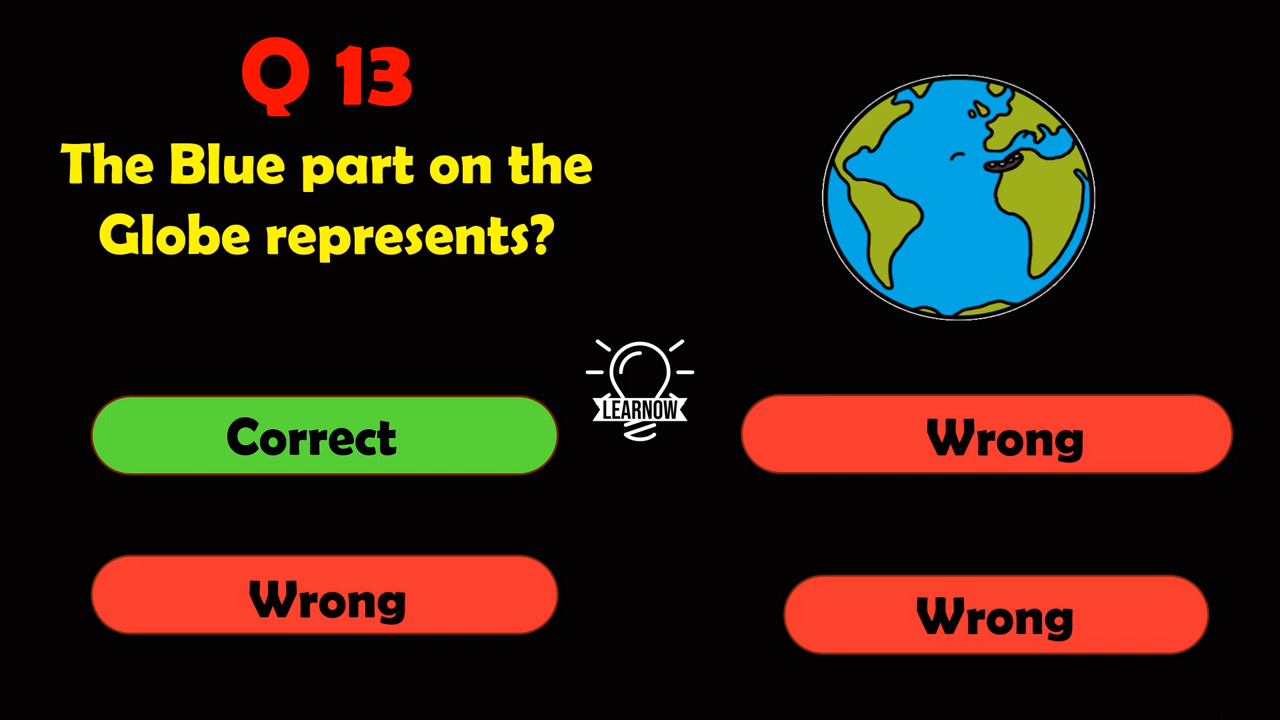 Q 13
The Blue part on the
Globe represents?
LEARNOW
Correct
Wrong
Wrong
Wrong